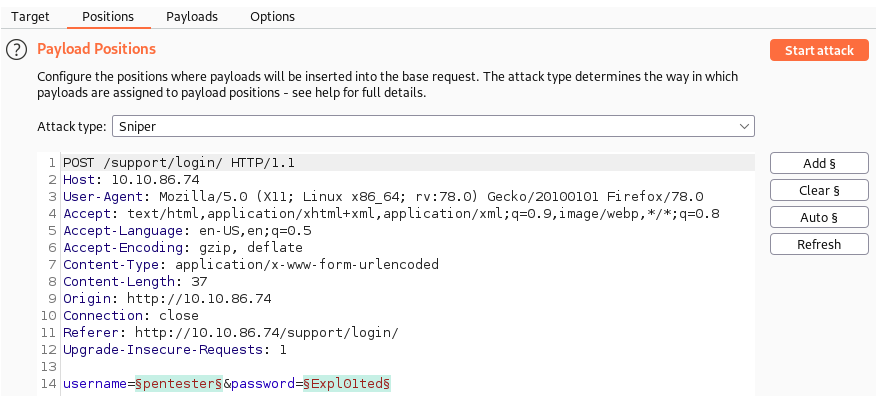 Target Positions Payloads Options
? Payload Positions Start attack
Configure the positions where payloads will be inserted into the base request. The attack type determines the way in which
payloads are assigned to payload positions - see help for full details.
Attack type: Sniper
1 POST /support/login/ HTTP/1.1 Add §
2 Host: 10.10.86.74 Clear §
3 User-Agent: Mozilla/5.0 (X11; Linux x86_64; rv:78.0) Gecko/20100101 Firefox/78.0
4 Accept: text/html,application/xhtml+xml,application/xml;q=0.9,image/webp,*/*;q=0.8 Auto §
5 Accept-Language: en-US,en;q=0.5
6 Accept-Encoding: gzip, deflate Refresh
7 Content-Type: application/x-www-form-urlencoded
8 Content-Length: 37
9 Origin: http://10.10.86.74
10 Connection: close
11 Referer: http://10.10.86.74/support/login/
12 Upgrade-Insecure-Requests: 1
13
14 username=§pentester§&password=§Expl01ted§